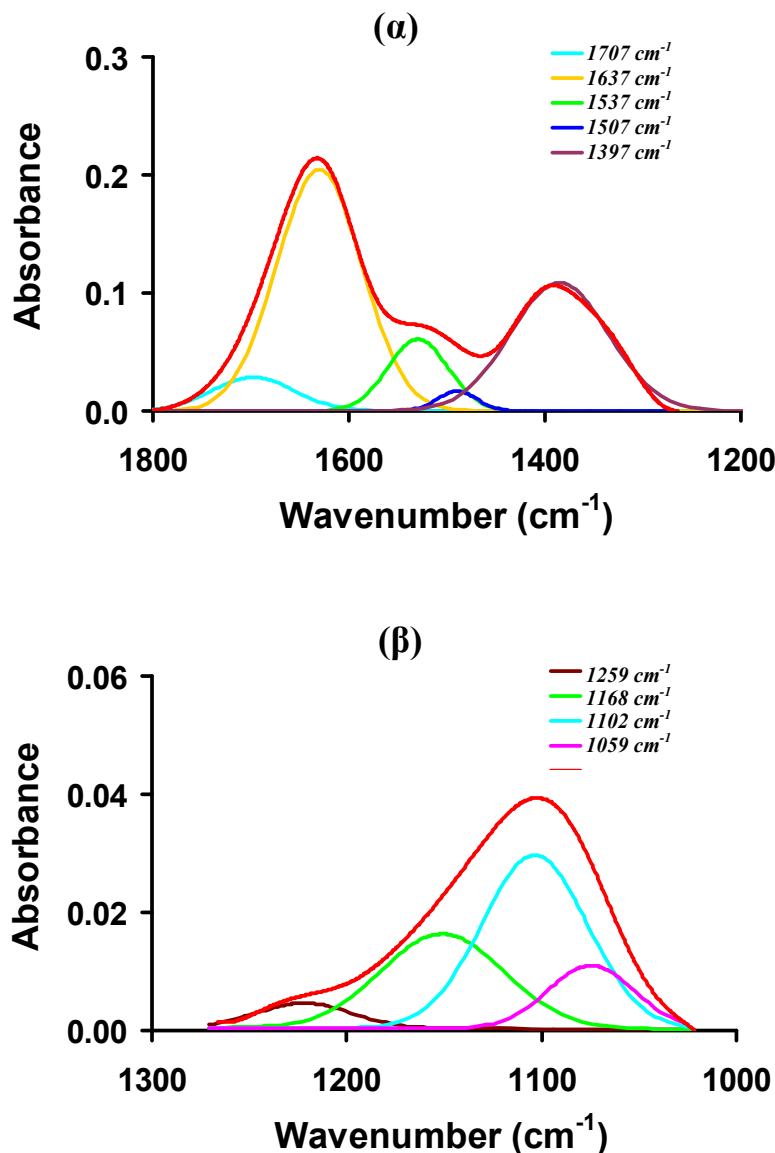 (α)
0.3
0.2
0.1
0.0
Absorbance
1707 cm⁻¹
1637 cm⁻¹
1537 cm⁻¹
1507 cm⁻¹
1397 cm⁻¹
1800 1600 1400 1200
Wavenumber (cm⁻¹)
(β)
0.06
0.04
0.02
0.00
Absorbance
1259 cm⁻¹
1168 cm⁻¹
1102 cm⁻¹
1059 cm⁻¹
1300 1200 1100 1000
Wavenumber (cm⁻¹)